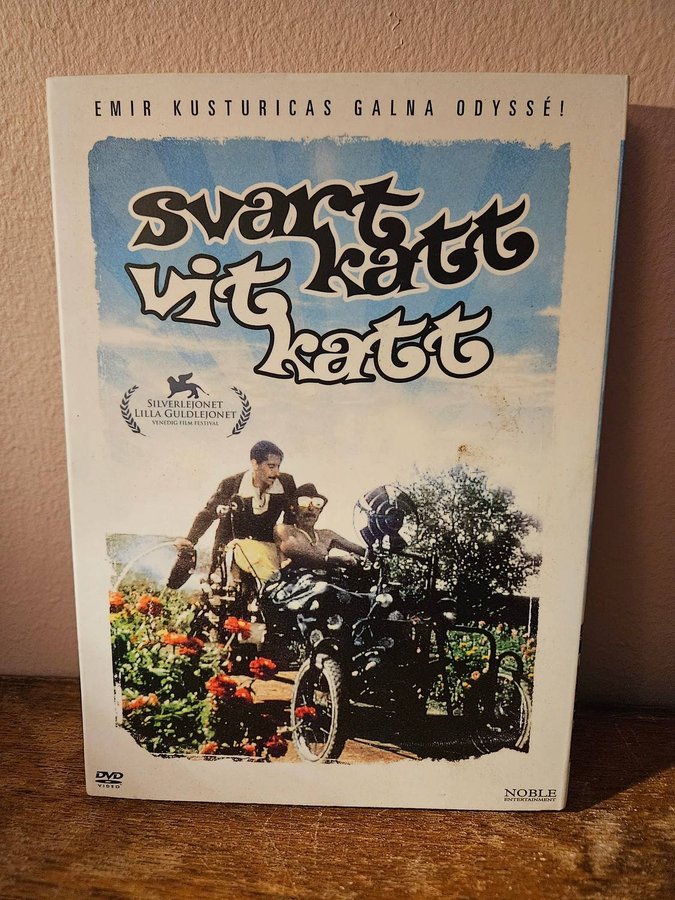 EMIR KUSTURICAS GALNA ODYSSÉ!
svart
katt
vit
katt
SILVERLEJONET
LILLA GULDLEJONET
VENEDIG FILM FESTIVAL
DVD
VIDEO
NOBLE
ENTERTAINMENT